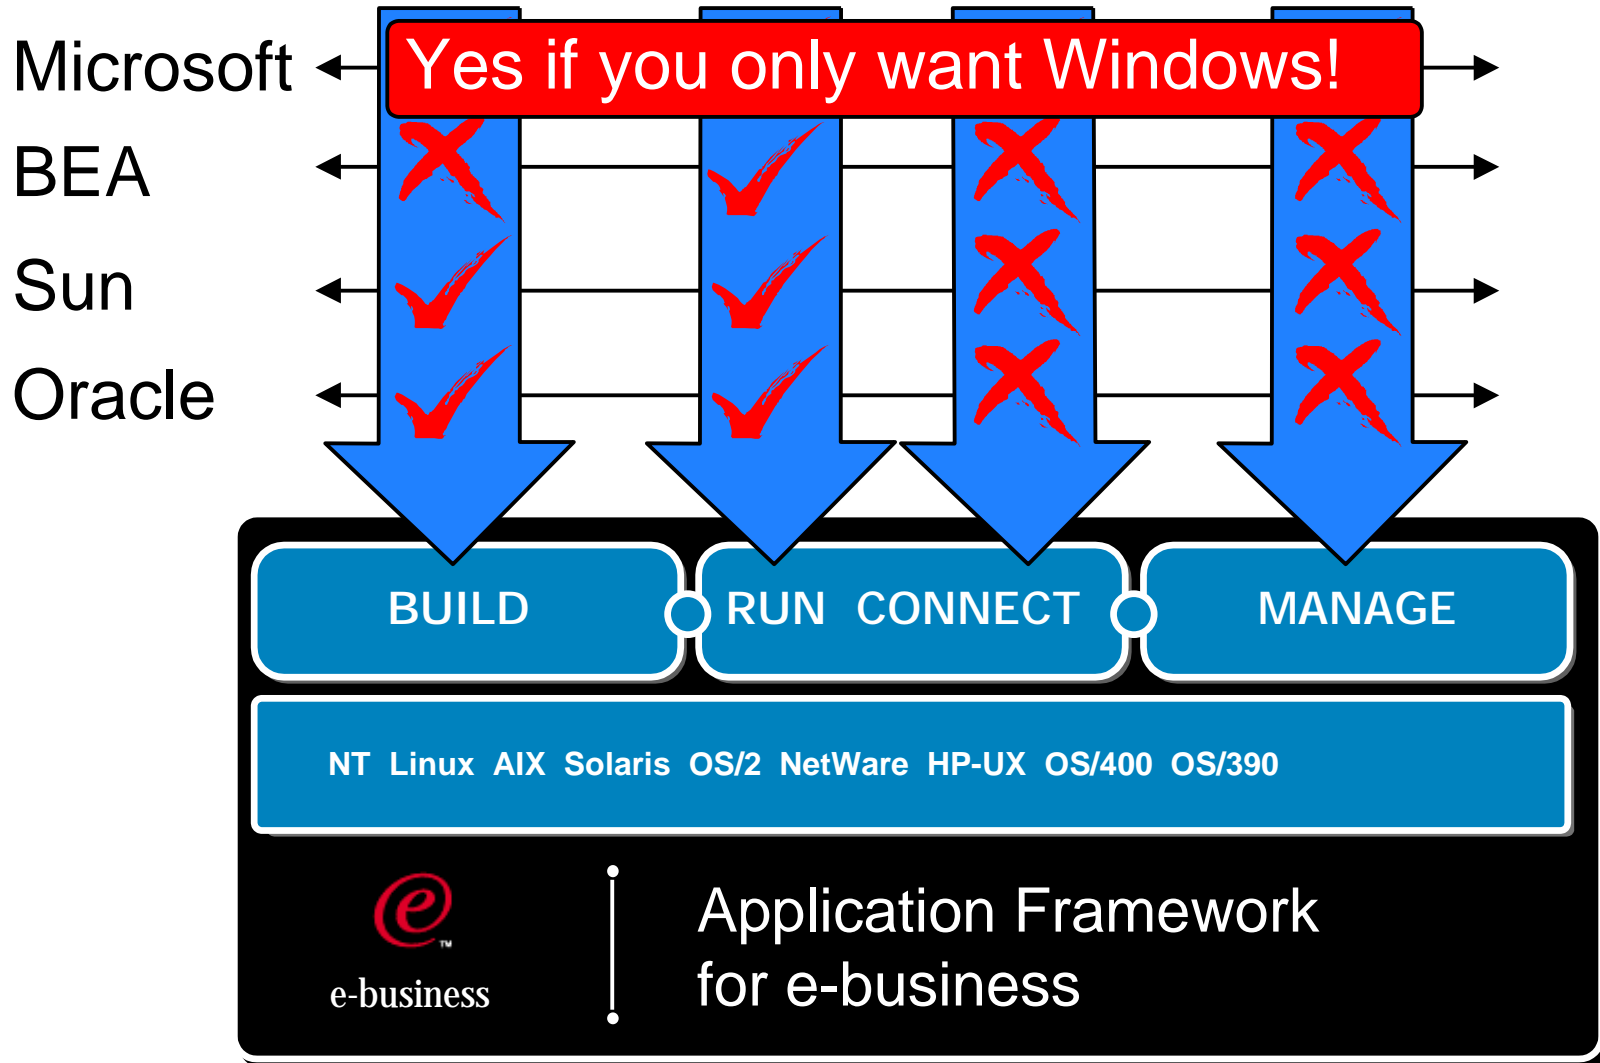 Microsoft
Yes if you only want Windows!
BEA
Sun
Oracle
BUILD RUN CONNECT MANAGE
NT Linux AIX Solaris OS/2 NetWare HP-UX OS/400 OS/390
e TM
e-business
Application Framework
for e-business